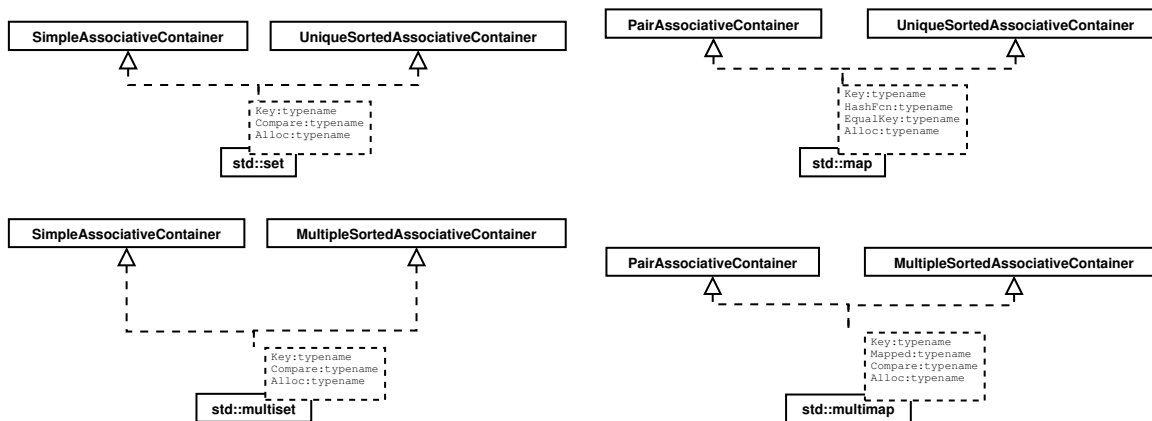 SimpleAssociativeContainer
UniqueSortedAssociativeContainer
Key:typename
Compare:typename
Alloc:typename
std::set
PairAssociativeContainer
UniqueSortedAssociativeContainer
Key:typename
HashFcn:typename
EqualKey:typename
Alloc:typename
std::map
SimpleAssociativeContainer
MultipleSortedAssociativeContainer
Key:typename
Compare:typename
Alloc:typename
std::multiset
PairAssociativeContainer
MultipleSortedAssociativeContainer
Key:typename
Mapped:typename
Compare:typename
Alloc:typename
std::multimap